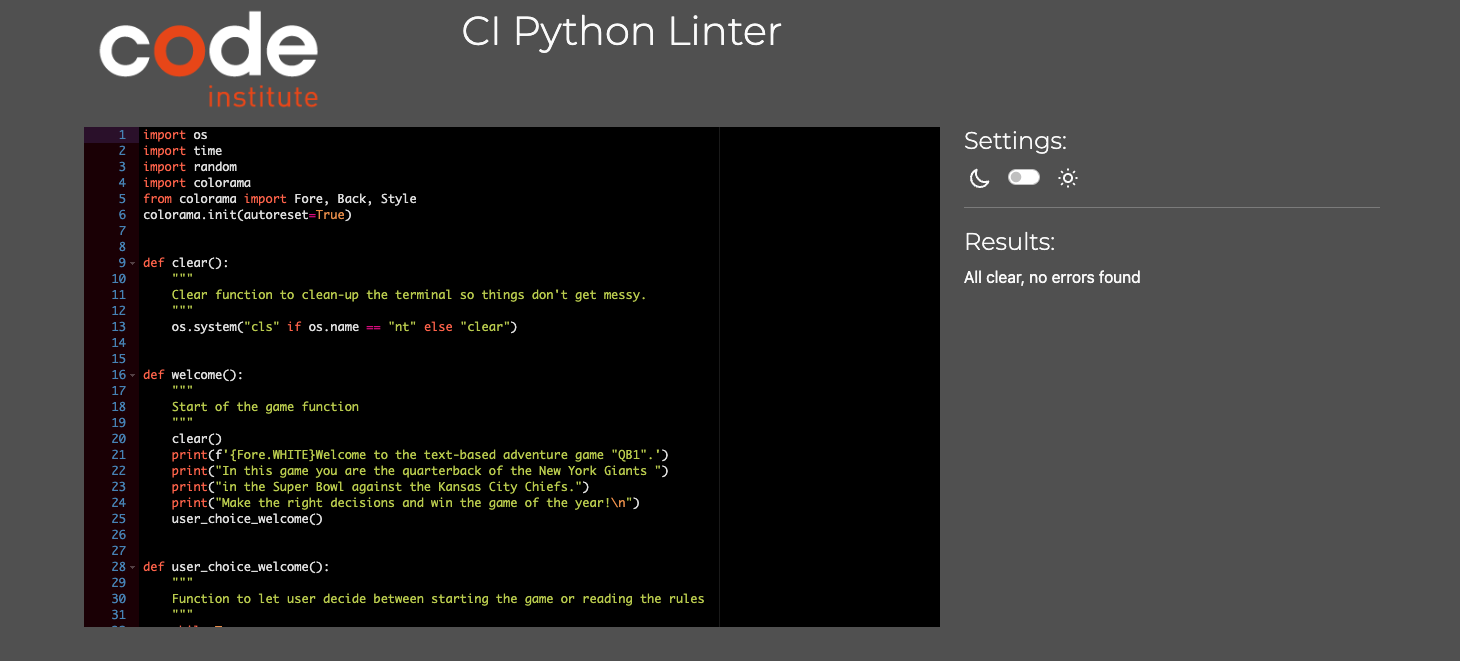 code
institute
CI Python Linter
1 import os
2 import time
3 import random
4 import colorama
5 from colorama import Fore, Back, Style
6 colorama.init(autoreset=True)
7
8
9 def clear():
10     """
11     Clear function to clean-up the terminal so things don't get messy.
12     """
13     os.system("cls" if os.name == "nt" else "clear")
14
15
16 def welcome():
17     """
18     Start of the game function
19     """
20     clear()
21     print(f'{Fore.WHITE}Welcome to the text-based adventure game "QB1".')
22     print("In this game you are the quarterback of the New York Giants ")
23     print("in the Super Bowl against the Kansas City Chiefs.")
24     print("Make the right decisions and win the game of the year!\n")
25     user_choice_welcome()
26
27
28 def user_choice_welcome():
29     """
30     Function to let user decide between starting the game or reading the rules
31     """
Settings:
Results:
All clear, no errors found